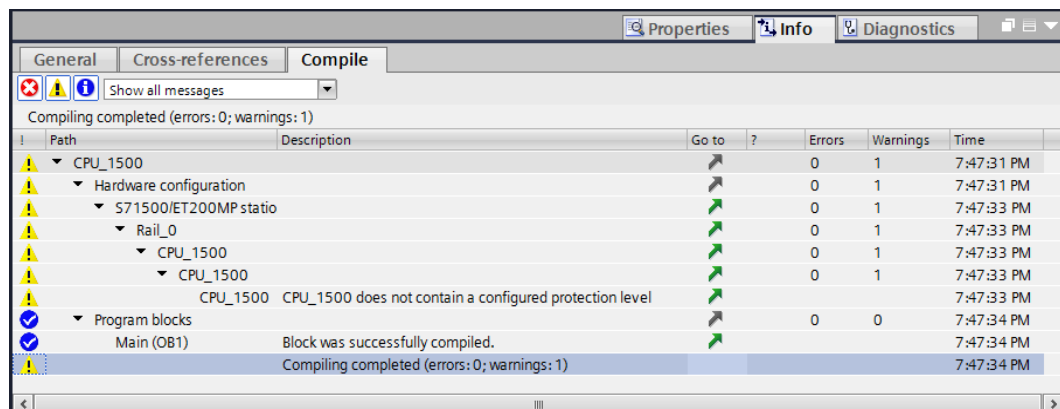 Properties Info Diagnostics
General Cross-references Compile
Show all messages
Compiling completed (errors: 0; warnings: 1)
! Path Description Go to ? Errors Warnings Time
CPU_1500 0 1 7:47:31 PM
Hardware configuration 0 1 7:47:31 PM
S71500/ET200MP statio 0 1 7:47:33 PM
Rail_0 0 1 7:47:33 PM
CPU_1500 0 1 7:47:33 PM
CPU_1500 0 1 7:47:33 PM
CPU_1500 CPU_1500 does not contain a configured protection level 7:47:33 PM
Program blocks 0 0 7:47:34 PM
Main (OB1) Block was successfully compiled. 7:47:34 PM
Compiling completed (errors: 0; warnings: 1) 7:47:34 PM